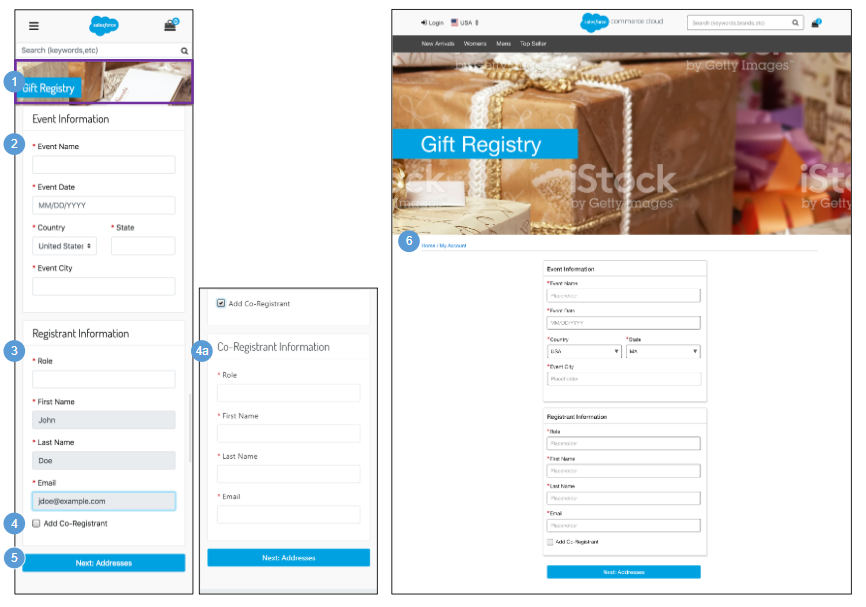 salesforce
Search (keywords,etc)
1
Gift Registry
Event Information
2
* Event Name
* Event Date
MM/DD/YYYY
* Country * State
United States
* Event City
Registrant Information
3
* Role
* First Name
John
* Last Name
Doe
* Email
jdoe@example.com
4
Add Co-Registrant
5
Next: Addresses
Add Co-Registrant
4a
Co-Registrant Information
* Role
* First Name
* Last Name
* Email
Next: Addresses
Login USA
salesforce commerce cloud
Search (keywords,brands,etc)
New Arrivals Womens Mens Top Seller
by Getty Images
Gift Registry
iStock
by Getty Images
by Getty
6
Home / My Account
Event Information
*Event Name
Placeholder
*Event Date
MM/DD/YYYY
*Country *State
USA MA
*Event City
Placeholder
Registrant Information
*Role
Placeholder
*First Name
Placeholder
*Last Name
Placeholder
*Email
Placeholder
Add Co-Registrant
Next: Addresses